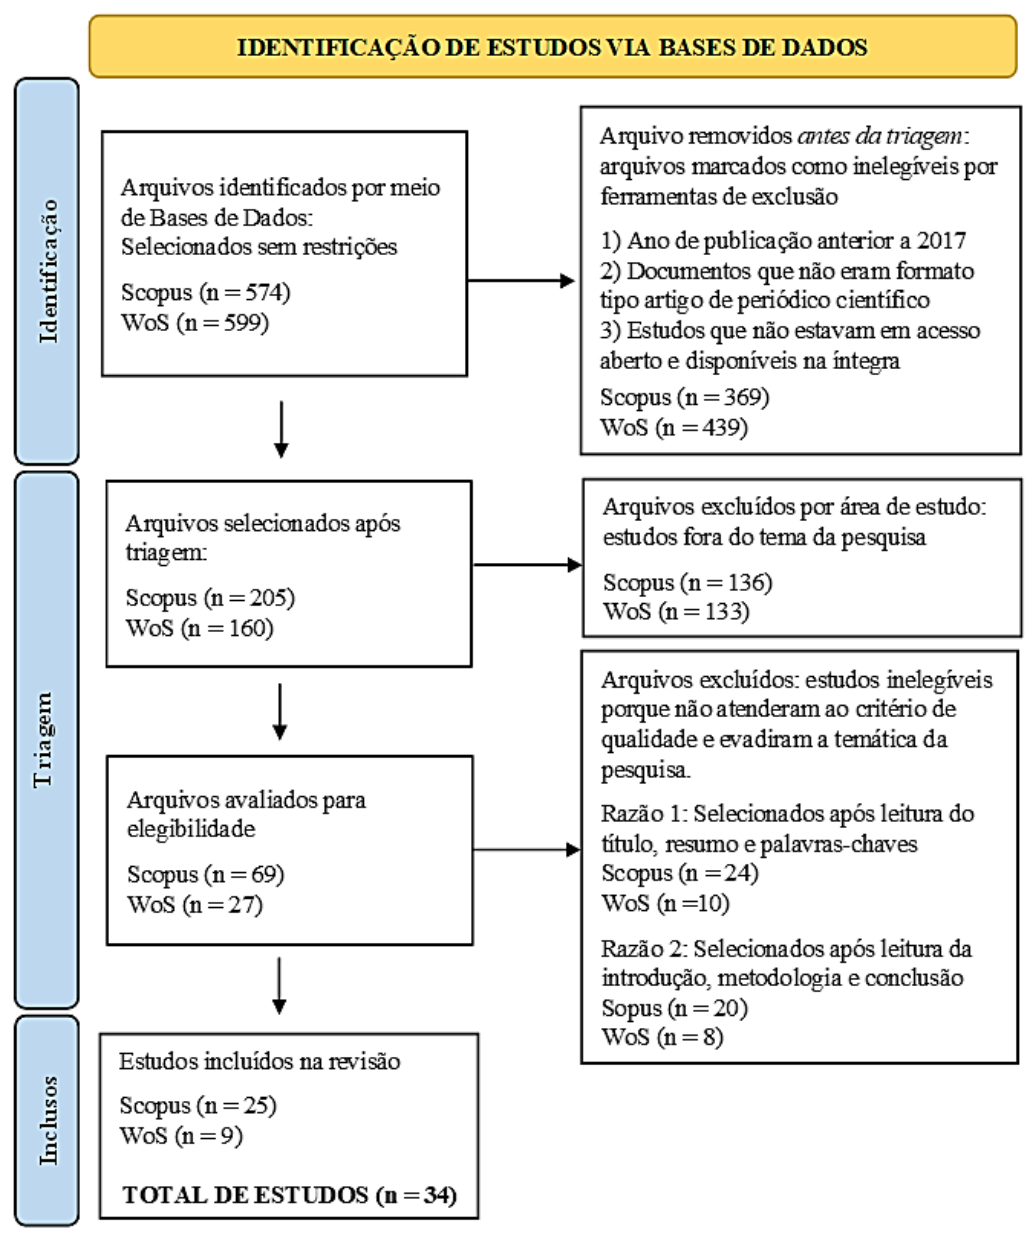 IDENTIFICAÇÃO DE ESTUDOS VIA BASES DE DADOS
Identificação
Arquivos identificados por meio
de Bases de Dados:
Selecionados sem restrições
Scopus (n = 574)
WoS (n = 599)
Arquivo removidos antes da triagem:
arquivos marcados como inelegíveis por
ferramentas de exclusão
1) Ano de publicação anterior a 2017
2) Documentos que não eram formato
tipo artigo de periódico científico
3) Estudos que não estavam em acesso
aberto e disponíveis na íntegra
Scopus (n = 369)
WoS (n = 439)
Triagem
Arquivos selecionados após
triagem:
Scopus (n = 205)
WoS (n = 160)
Arquivos excluídos por área de estudo:
estudos fora do tema da pesquisa
Scopus (n = 136)
WoS (n = 133)
Arquivos avaliados para
elegibilidade
Scopus (n = 69)
WoS (n = 27)
Arquivos excluídos: estudos inelegíveis
porque não atenderam ao critério de
qualidade e evadiram a temática da
pesquisa.
Razão 1: Selecionados após leitura do
título, resumo e palavras-chaves
Scopus (n = 24)
WoS (n =10)
Razão 2: Selecionados após leitura da
introdução, metodologia e conclusão
Sopus (n = 20)
WoS (n = 8)
Inclusos
Estudos incluídos na revisão
Scopus (n = 25)
WoS (n = 9)
TOTAL DE ESTUDOS (n = 34)